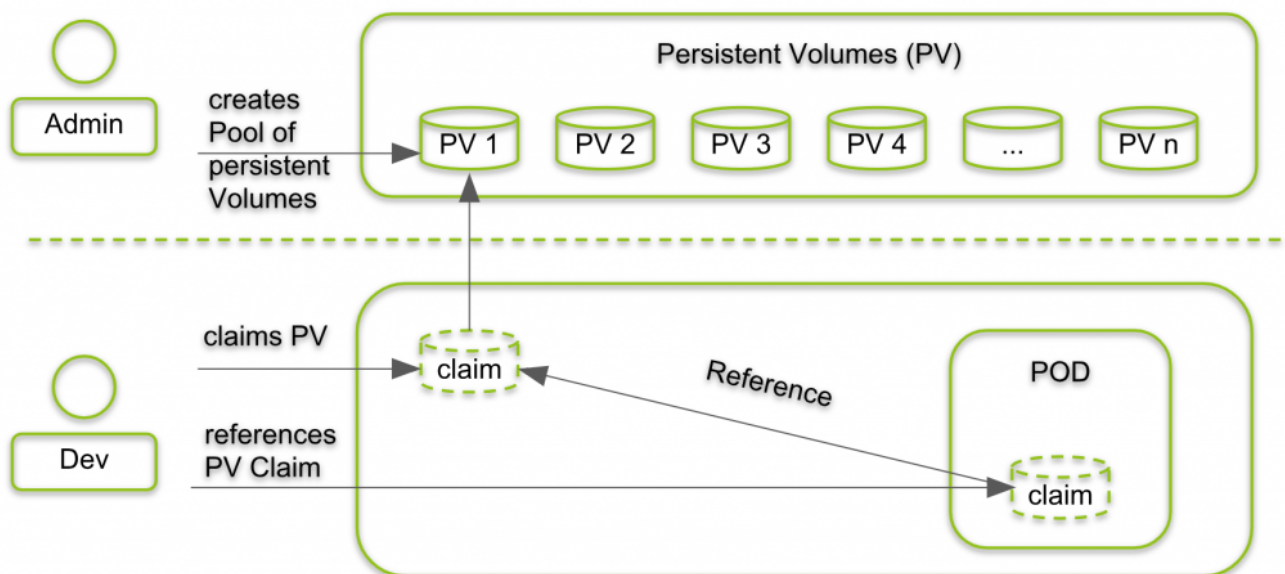 Persistent Volumes (PV)
Admin
creates
Pool of
persistent
Volumes
PV 1
PV 2
PV 3
PV 4
...
PV n
claims PV
claim
Reference
POD
Dev
references
PV Claim
claim